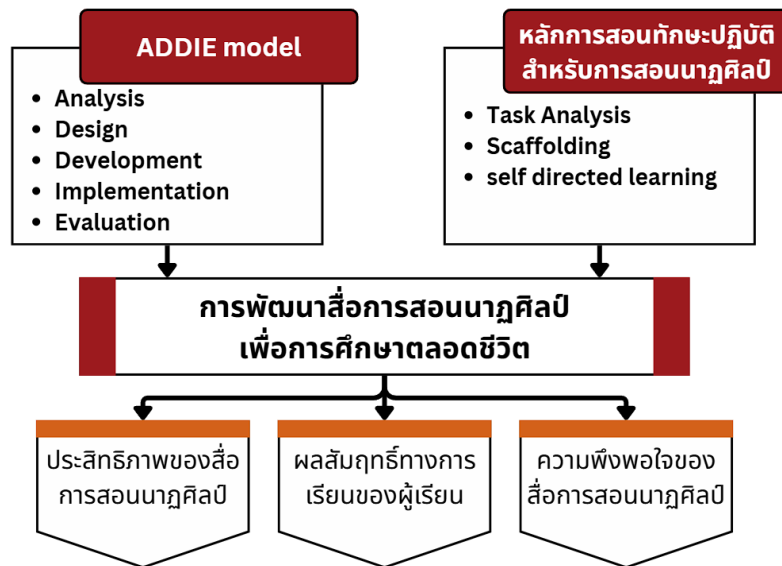 ADDIE model
• Analysis
• Design
• Development
• Implementation
• Evaluation
หลักการสอนทักษะปฏิบัติ
สำหรับการสอนนาฏศิลป์
• Task Analysis
• Scaffolding
• self directed learning
การพัฒนาสื่อการสอนนาฏศิลป์
เพื่อการศึกษาตลอดชีวิต
ประสิทธิภาพของสื่อ
การสอนนาฏศิลป์
ผลสัมฤทธิ์ทางการ
เรียนของผู้เรียน
ความพึงพอใจของ
สื่อการสอนนาฏศิลป์